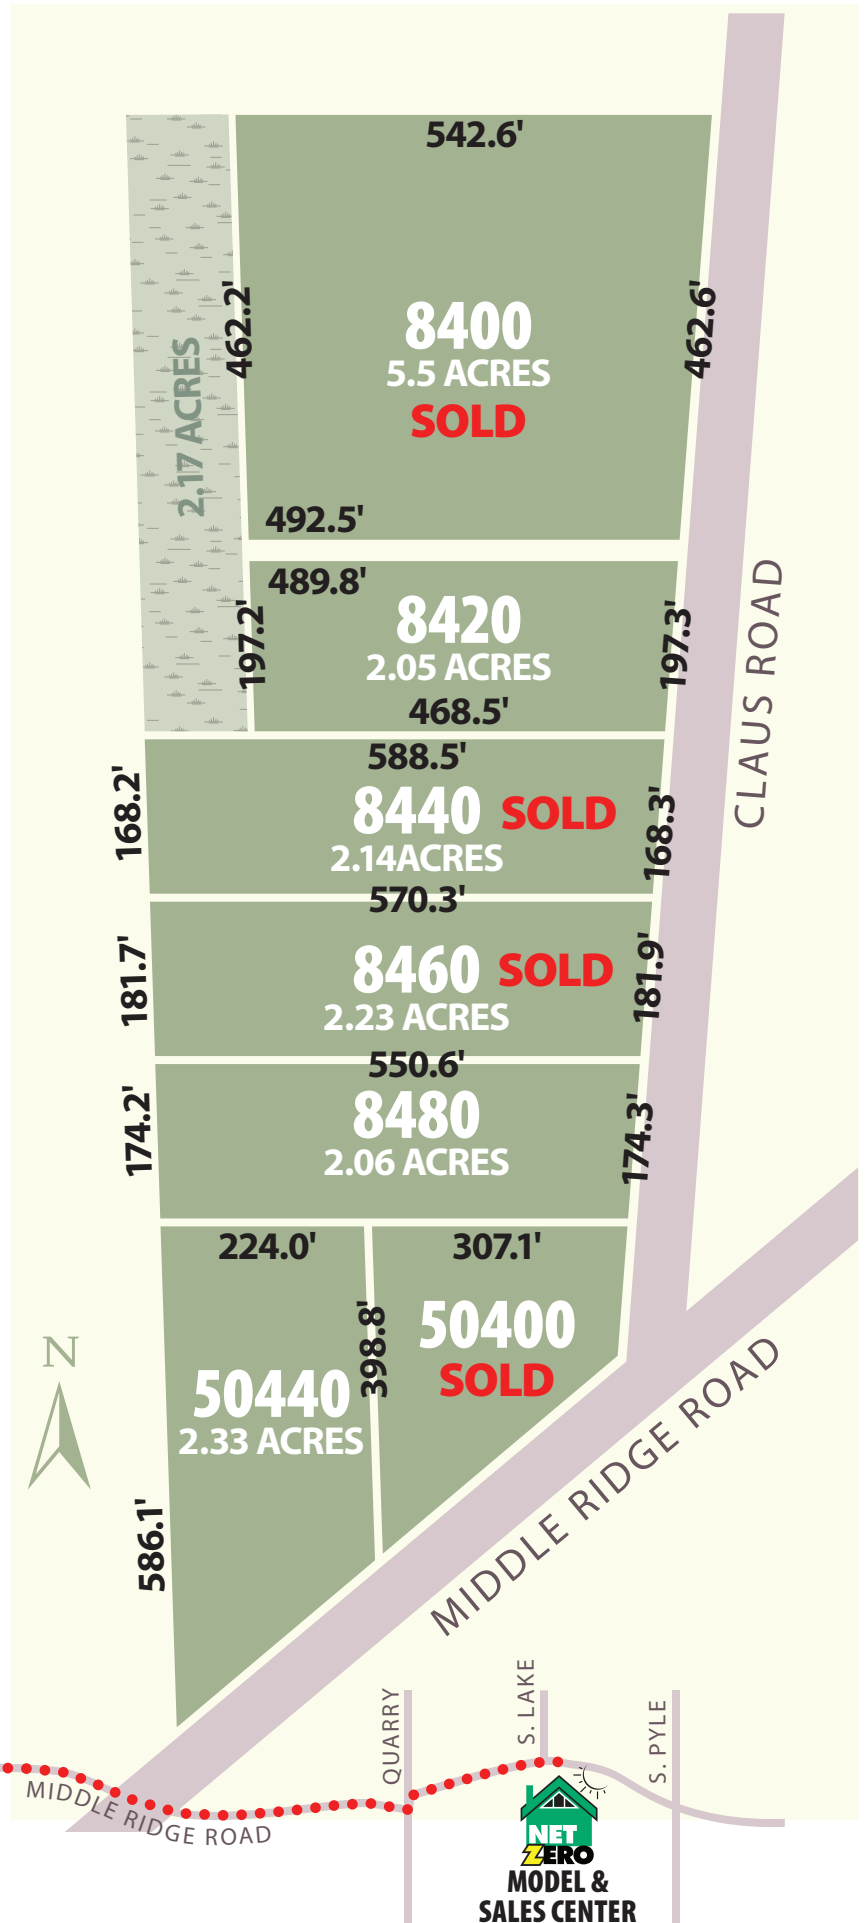 542.6'
462.2'
462.6'
2.17 ACRES
8400
5.5 ACRES
SOLD
492.5'
489.8'
197.2'
8420
2.05 ACRES
197.3'
468.5'
CLAUS ROAD
588.5'
168.2'
8440 SOLD
2.14ACRES
168.3'
570.3'
181.7'
8460 SOLD
2.23 ACRES
181.9'
550.6'
174.2'
8480
2.06 ACRES
174.3'
224.0'
307.1'
398.8'
50400
SOLD
N
50440
2.33 ACRES
586.1'
MIDDLE RIDGE ROAD
QUARRY
S. LAKE
S. PYLE
MIDDLE RIDGE ROAD
NET
ZERO
MODEL &
SALES CENTER